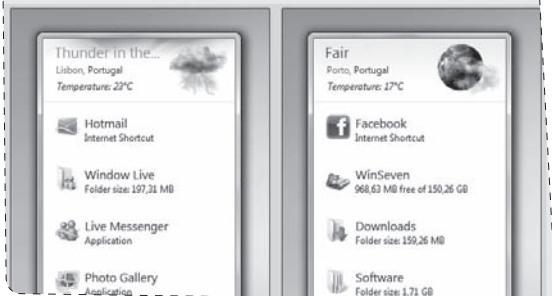 Thunder in the...
Lisbon, Portugal
Temperature: 23°C
Hotmail
Internet Shortcut
Window Live
Folder size: 197,31 MB
Live Messenger
Application
Photo Gallery
Application
Fair
Porto, Portugal
Temperature: 17°C
Facebook
Internet Shortcut
WinSeven
968,63 MB free of 150,26 GB
Downloads
Folder size: 159,26 MB
Software
Folder size: 1.71 GB